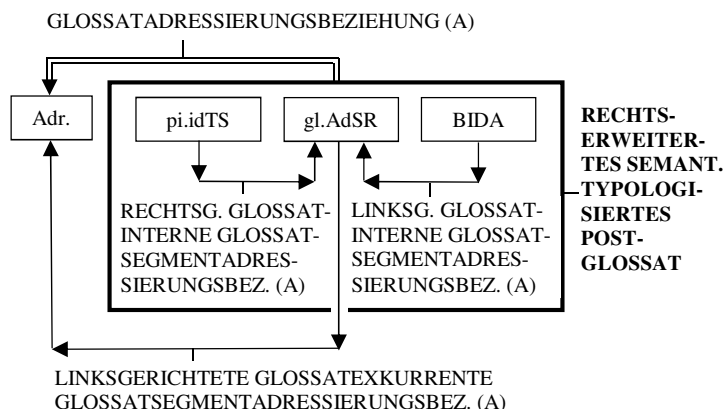 GLOSSATADRESSIERUNGSBEZIEHUNG (A)
Adr.
pi.idTS
gl.AdSR
BIDA
RECHTSG. GLOSSAT-
INTERNE GLOSSAT-
SEGMENTADRES-
SIERUNGSBEZ. (A)
LINKSG. GLOSSAT-
INTERNE GLOSSAT-
SEGMENTADRES-
SIERUNGSBEZ. (A)
RECHTS-
ERWEITER-
TES SEMANT.
TYPOLOGI-
SIERTES
POST-
GLOSSAT
LINKSGERICHTETE GLOSSATEXKURRENTE
GLOSSATSEGMENTADRESSIERUNGSBEZ. (A)